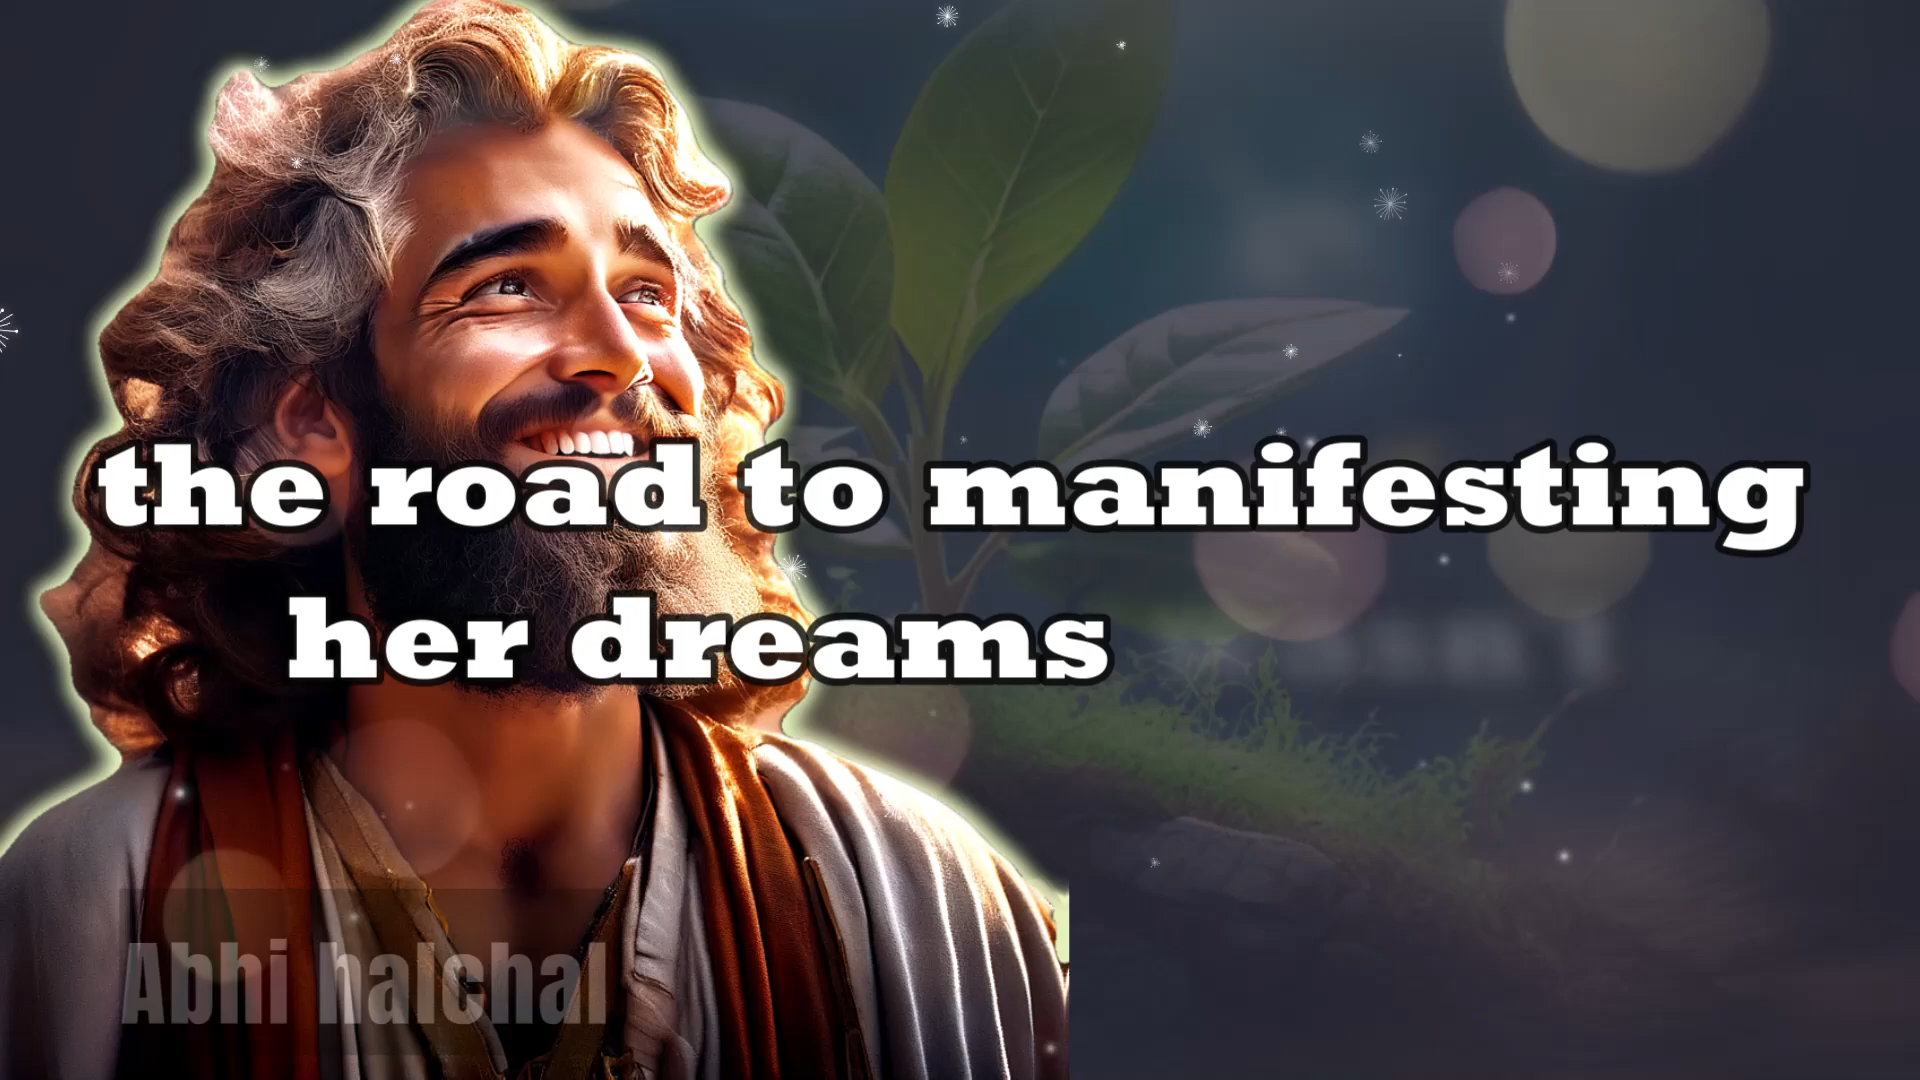 the road to manifesting
her dreams
Abhi halchal